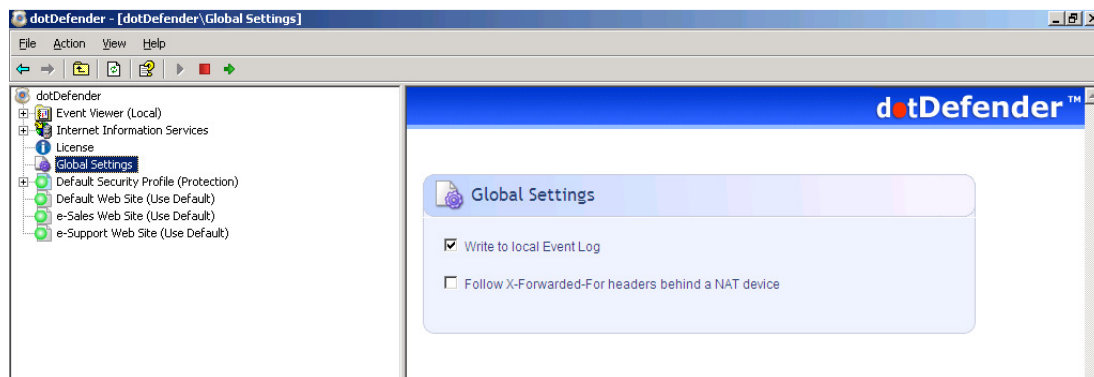 dotDefender - [dotDefender\Global Settings]
File Action View Help
dotDefender
Event Viewer (Local)
Internet Information Services
License
Global Settings
Default Security Profile (Protection)
Default Web Site (Use Default)
e-Sales Web Site (Use Default)
e-Support Web Site (Use Default)
dotDefender™
Global Settings
Write to local Event Log
Follow X-Forwarded-For headers behind a NAT device